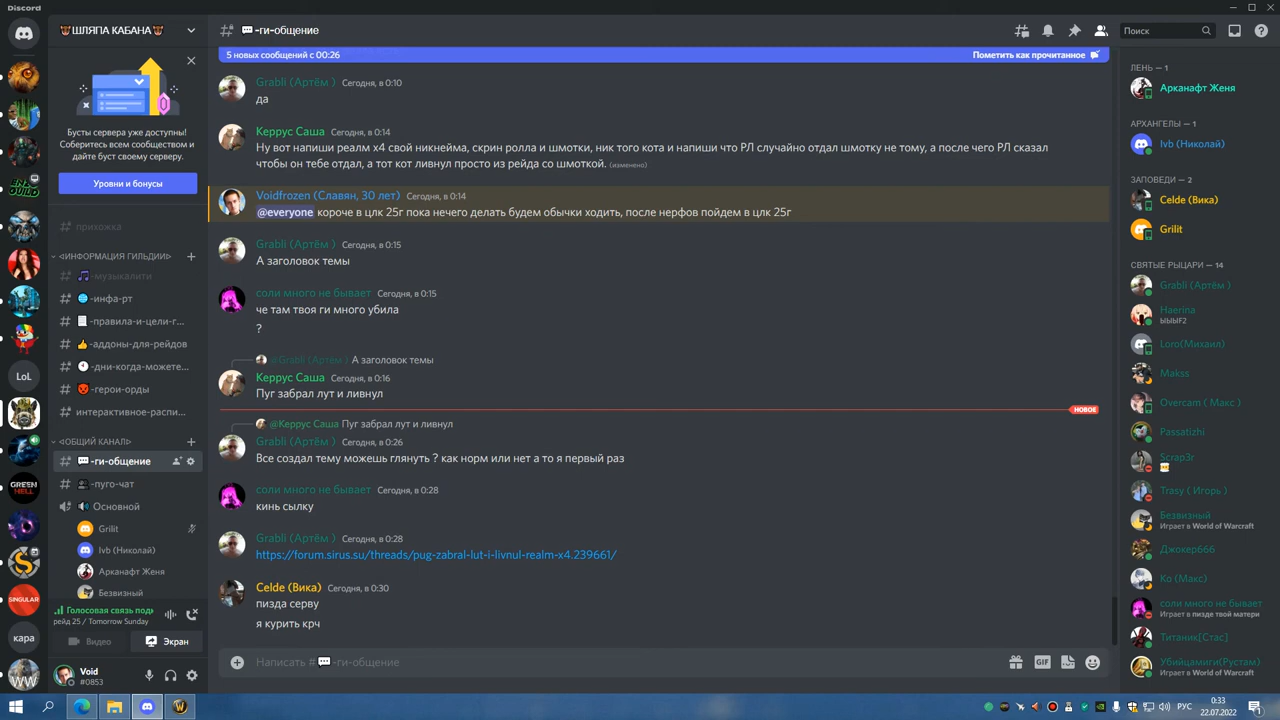 Discord
ШЛЯПА КАБАНА
-ги-общение
Поиск
5 новых сообщений с 00:26
Пометить как прочитанное
Бусты сервера уже доступны!
Соберитесь всем сообществом и
дайте буст своему серверу.
Уровни и бонусы
прихожка
<ИНФОРМАЦИЯ ГИЛЬДИИ>
-музыкалити
-инфа-рт
-правила-и-цели-г...
-аддоны-для-рейдов
-дни-когда-можете...
-герои-орды
интерактивное-распи...
<ОБЩИЙ КАНАЛ>
-ги-общение
-пуго-чат
Основной
Grilit
Ivb (Николай)
Арканафт Женя
Безвизный
Голосовая связь подк
рейд 25 / Tomorrow Sunday
Видео
Экран
Void
#0853
LoL
GREEN HELL
SINGULAR
кара
Grabli (Артём ) Сегодня, в 0:10
да
Керрус Саша Сегодня, в 0:14
Ну вот напиши реалм x4 свой никнейма, скрин ролла и шмотки, ник того кота и напиши что РЛ случайно отдал шмотку не тому, а после чего РЛ сказал
чтобы он тебе отдал, а тот кот ливнул просто из рейда со шмоткой. (изменено)
Voidfrozen (Славян, 30 лет) Сегодня, в 0:14
@everyone короче в цлк 25г пока нечего делать будем обычки ходить, после нерфов пойдем в цлк 25г
Grabli (Артём ) Сегодня, в 0:15
А заголовок темы
соли много не бывает Сегодня, в 0:15
че там твоя ги много убила
?
@Grabli (Артём ) А заголовок темы
Керрус Саша Сегодня, в 0:16
Пуг забрал лут и ливнул
НОВОЕ
@Керрус Саша Пуг забрал лут и ливнул
Grabli (Артём ) Сегодня, в 0:26
Все создал тему можешь глянуть ? как норм или нет а то я первый раз
соли много не бывает Сегодня, в 0:28
кинь сылку
Grabli (Артём ) Сегодня, в 0:28
https://forum.sirus.su/threads/pug-zabral-lut-i-livnul-realm-x4.239661/
Celde (Вика) Сегодня, в 0:30
пизда серву
я курить крч
Написать # -ги-общение
GIF
ЛЕНЬ — 1
Арканафт Женя
АРХАНГЕЛЫ — 1
Ivb (Николай)
ЗАПОВЕДИ — 2
Celde (Вика)
Grilit
СВЯТЫЕ РЫЦАРИ — 14
Grabli (Артём )
Haerina
ЫЫЫF2
Loro(Михаил)
Makss
Overcam ( Макс )
Passatizhi
Scrap3r
Trasy ( Игорь )
Безвизный
Играет в World of Warcraft
Джокер666
Ко (Макс)
соли много не бывает
Играет в пизде твой матери
Титаник[Стас]
Убийцамиги(Рустам)
Играет в World of Warcraft
РУС
0:33
22.07.2022